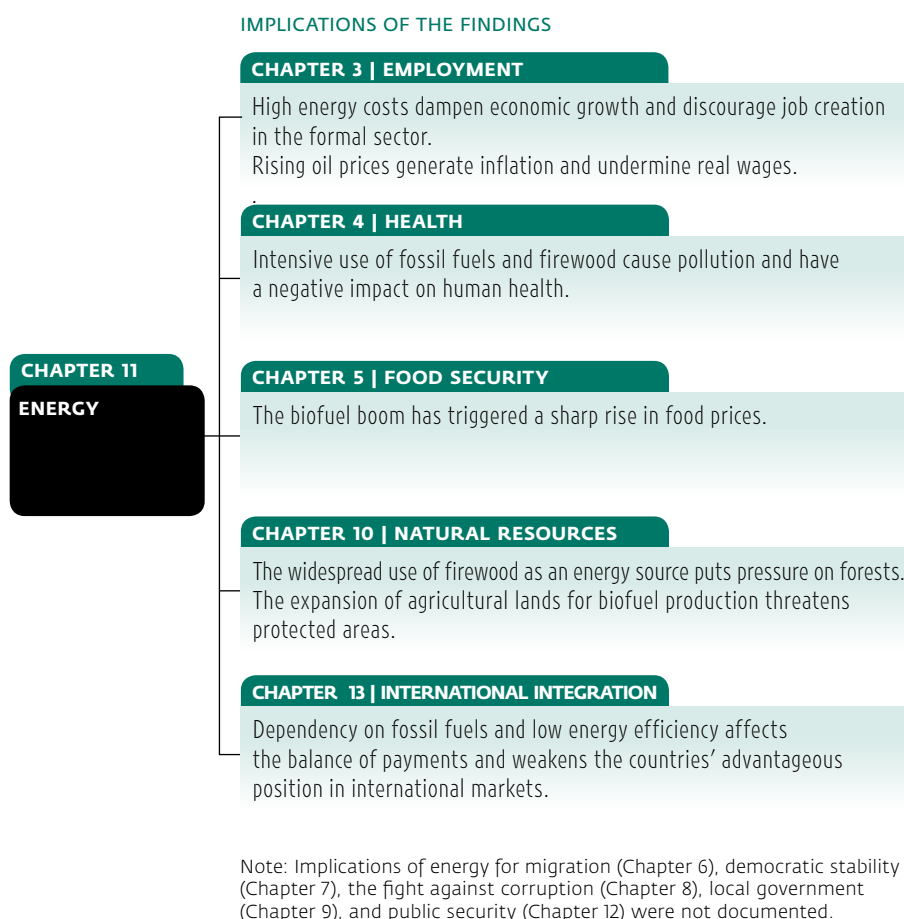 IMPLICATIONS OF THE FINDINGS
CHAPTER 3 | EMPLOYMENT
High energy costs dampen economic growth and discourage job creation
in the formal sector.
Rising oil prices generate inflation and undermine real wages.
.
CHAPTER 4 | HEALTH
Intensive use of fossil fuels and firewood cause pollution and have
a negative impact on human health.
CHAPTER 11
ENERGY
CHAPTER 5 | FOOD SECURITY
The biofuel boom has triggered a sharp rise in food prices.
CHAPTER 10 | NATURAL RESOURCES
The widespread use of firewood as an energy source puts pressure on forests.
The expansion of agricultural lands for biofuel production threatens
protected areas.
CHAPTER 13 | INTERNATIONAL INTEGRATION
Dependency on fossil fuels and low energy efficiency affects
the balance of payments and weakens the countries' advantageous
position in international markets.
Note: Implications of energy for migration (Chapter 6), democratic stability
(Chapter 7), the fight against corruption (Chapter 8), local government
(Chapter 9), and public security (Chapter 12) were not documented.